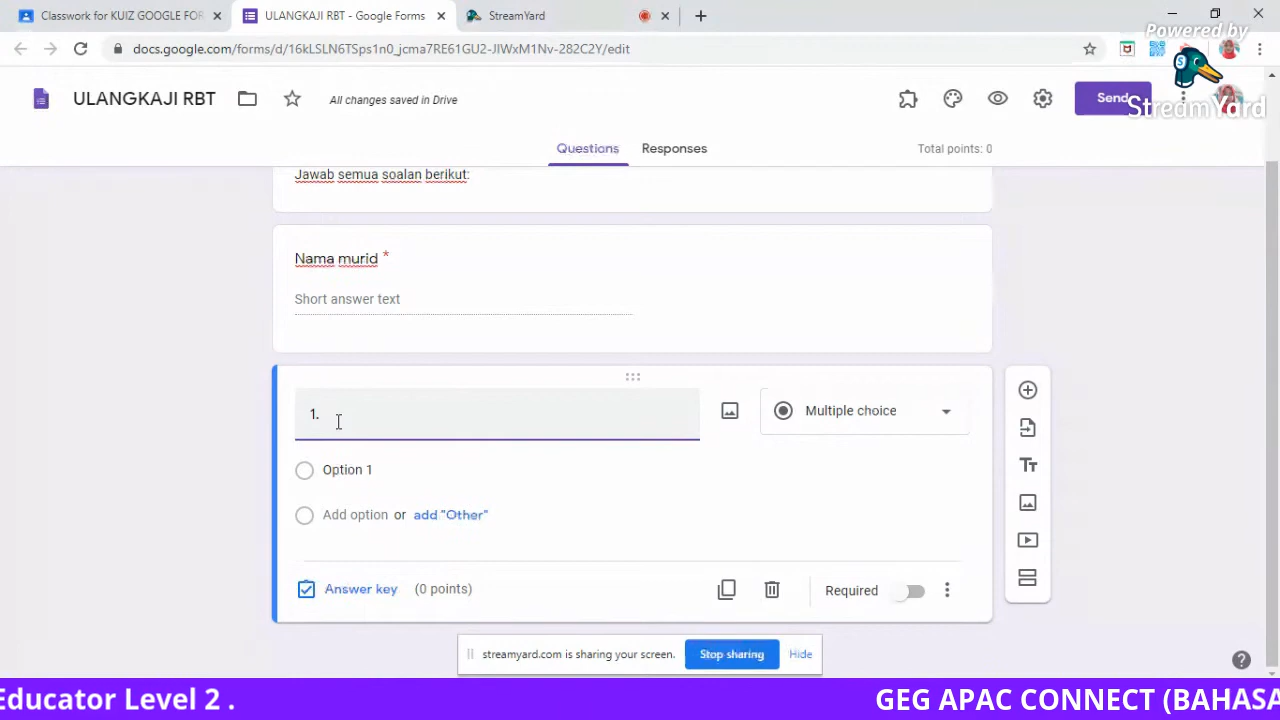 Classwork for KUIZ GOOGLE FOR
ULANGKAJI RBT - Google Forms
StreamYard
docs.google.com/forms/d/16kLSLN6TSps1n0_jcma7RE61GU2-JIWxM1Nv-282C2Y/edit
Powered by
StreamYard
ULANGKAJI RBT
All changes saved in Drive
Send
Questions
Responses
Total points: 0
Jawab semua soalan berikut:
Nama murid *
Short answer text
1.
Multiple choice
Option 1
Add option or add "Other"
Answer key (0 points)
Required
streamyard.com is sharing your screen.
Stop sharing
Hide
Educator Level 2 .
GEG APAC CONNECT (BAHASA